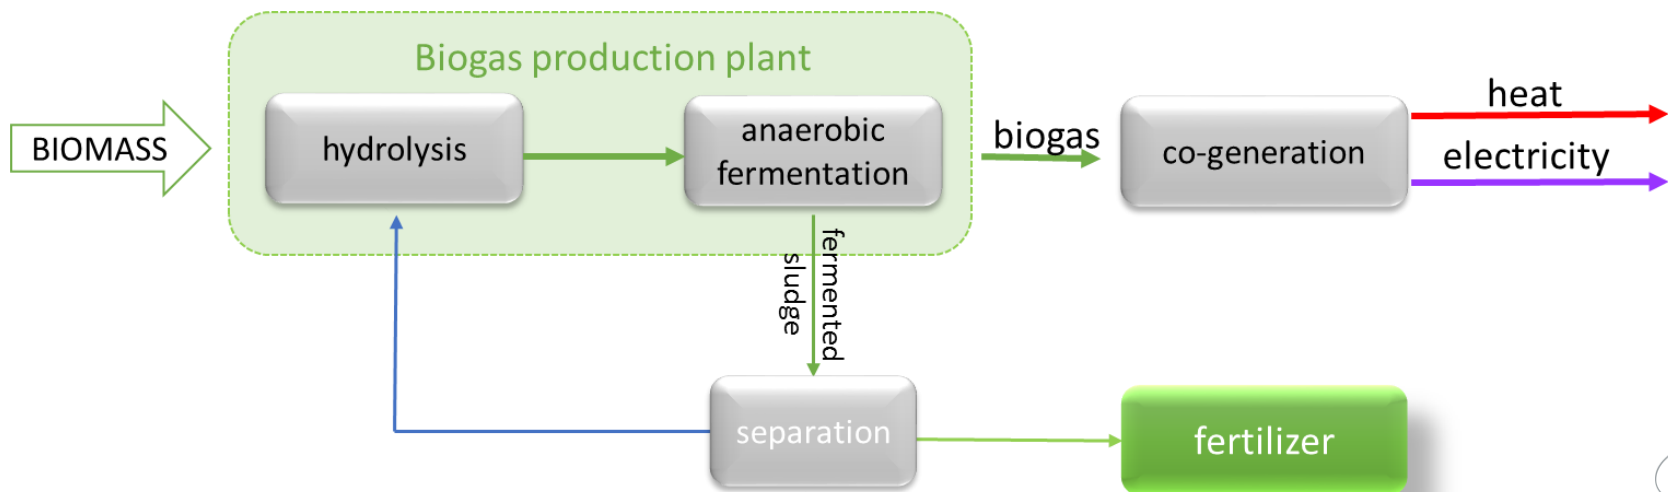 Biogas production plant
BIOMASS
hydrolysis
anaerobic
fermentation
biogas
co-generation
heat
electricity
fermented
sludge
separation
fertilizer